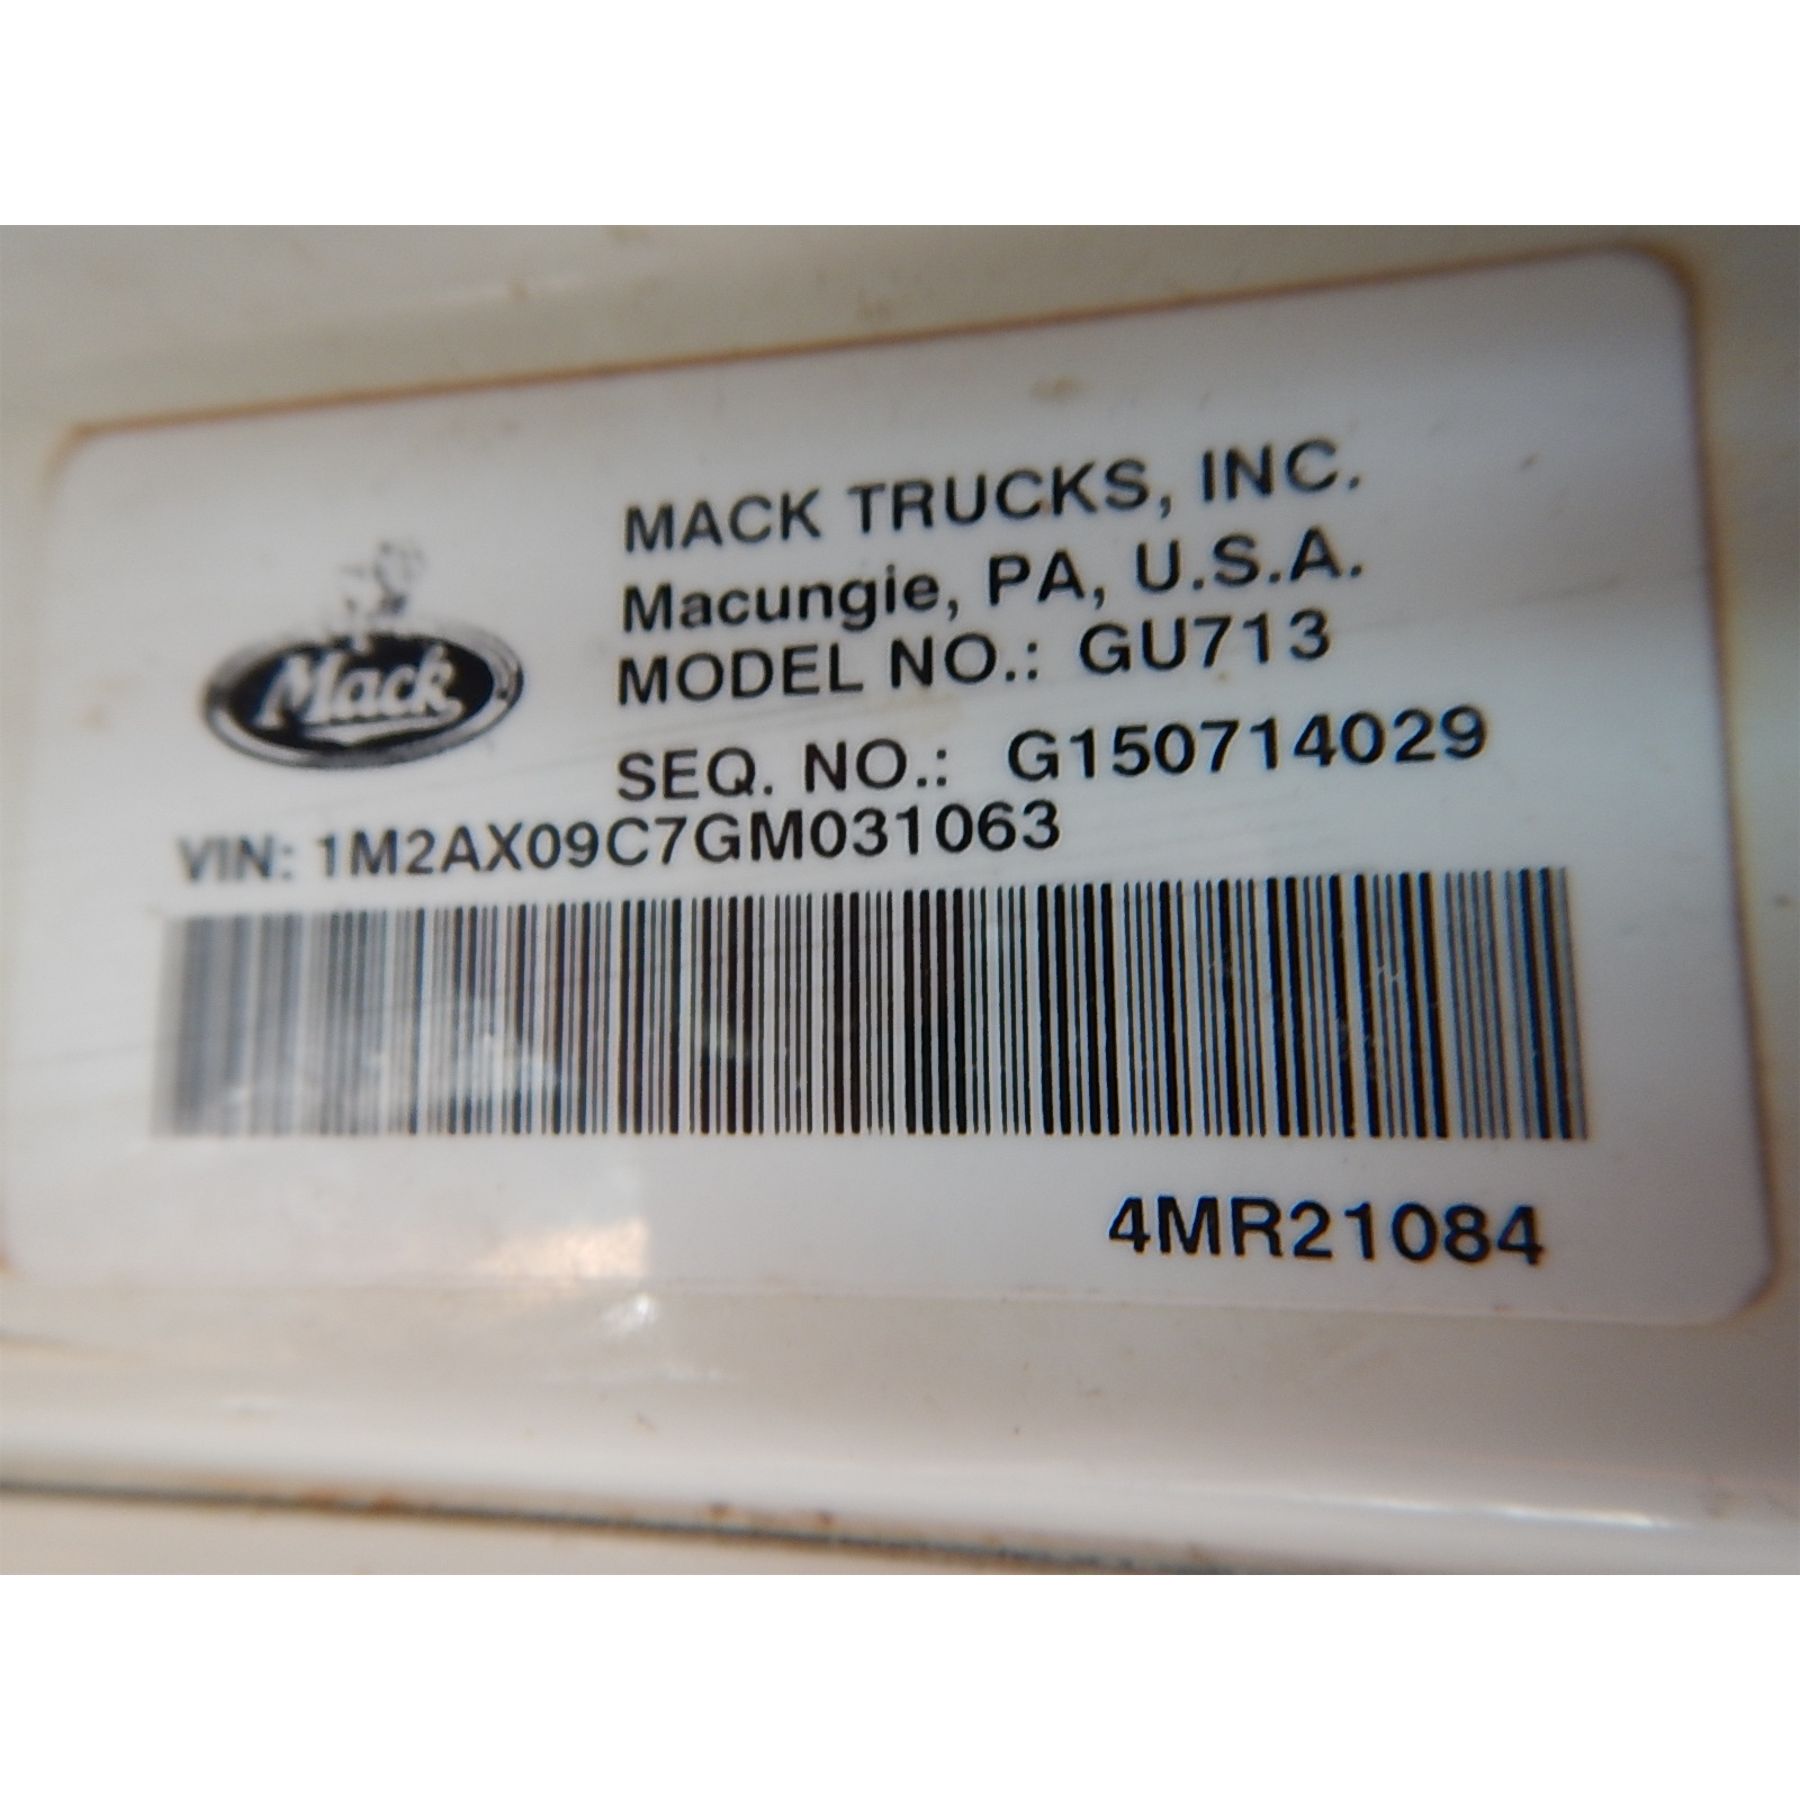 MACK TRUCKS, INC.
Macungie, PA, U.S.A.
MODEL NO.: GU713
Mack
SEQ. NO.: G150714029
VIN: 1M2AX09C7GM031063
4MR21084